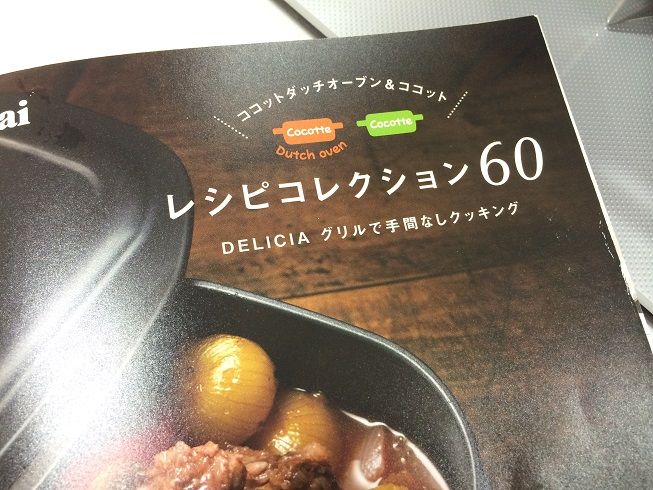 ai
＼ココットダッチオーブン＆ココット／
Cocotte Cocotte
Dutch oven
レシピコレクション60
DELICIA グリルで手間なしクッキング